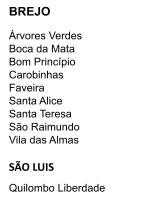 BREJO
Árvores Verdes
Boca da Mata
Bom Princípio
Carobinhas
Faveira
Santa Alice
Santa Teresa
São Raimundo
Vila das Almas
SÃO LUIS
Quilombo Liberdade